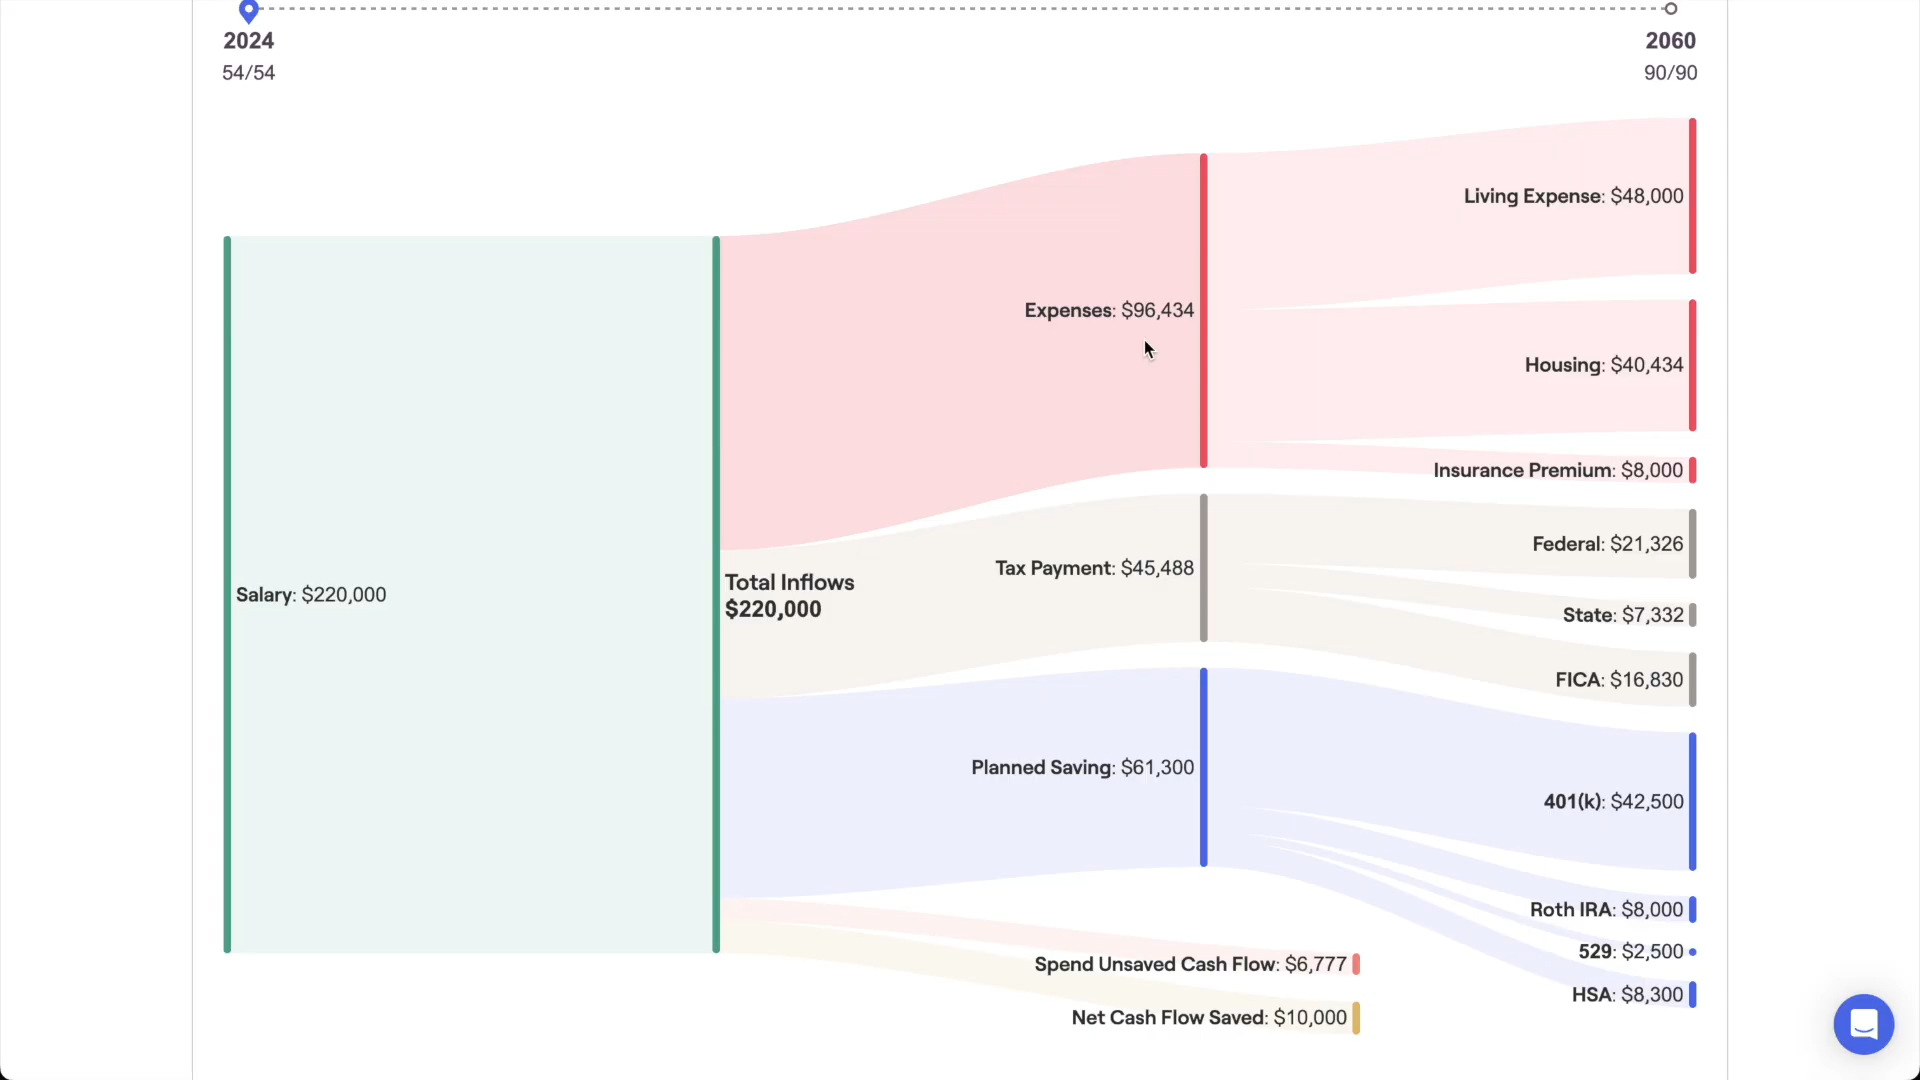 2024
54/54
2060
90/90
Salary: $220,000
Total Inflows
$220,000
Expenses: $96,434
Tax Payment: $45,488
Planned Saving: $61,300
Spend Unsaved Cash Flow: $6,777
Net Cash Flow Saved: $10,000
Living Expense: $48,000
Housing: $40,434
Insurance Premium: $8,000
Federal: $21,326
State: $7,332
FICA: $16,830
401(k): $42,500
Roth IRA: $8,000
529: $2,500
HSA: $8,300